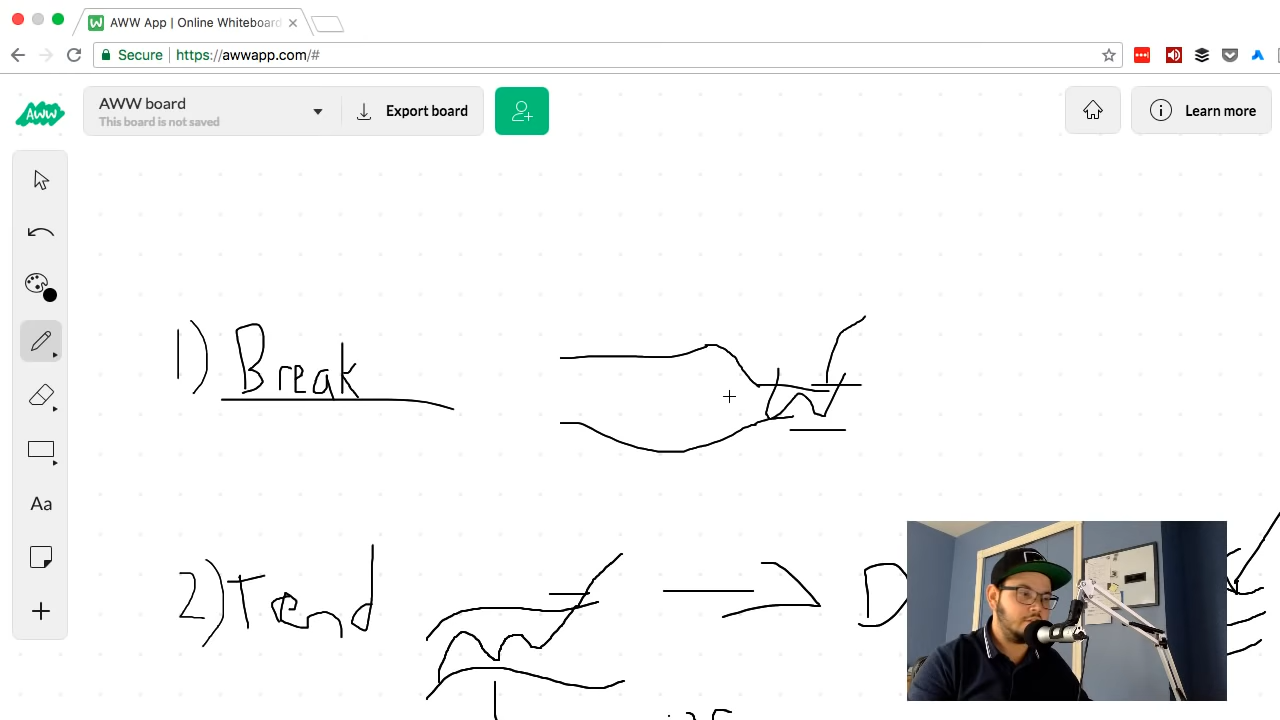 AWW App | Online Whiteboard
Secure https://awwapp.com/#
AWW
AWW board
This board is not saved
Export board
Learn more
Aa
1) Break
2) Trend
D